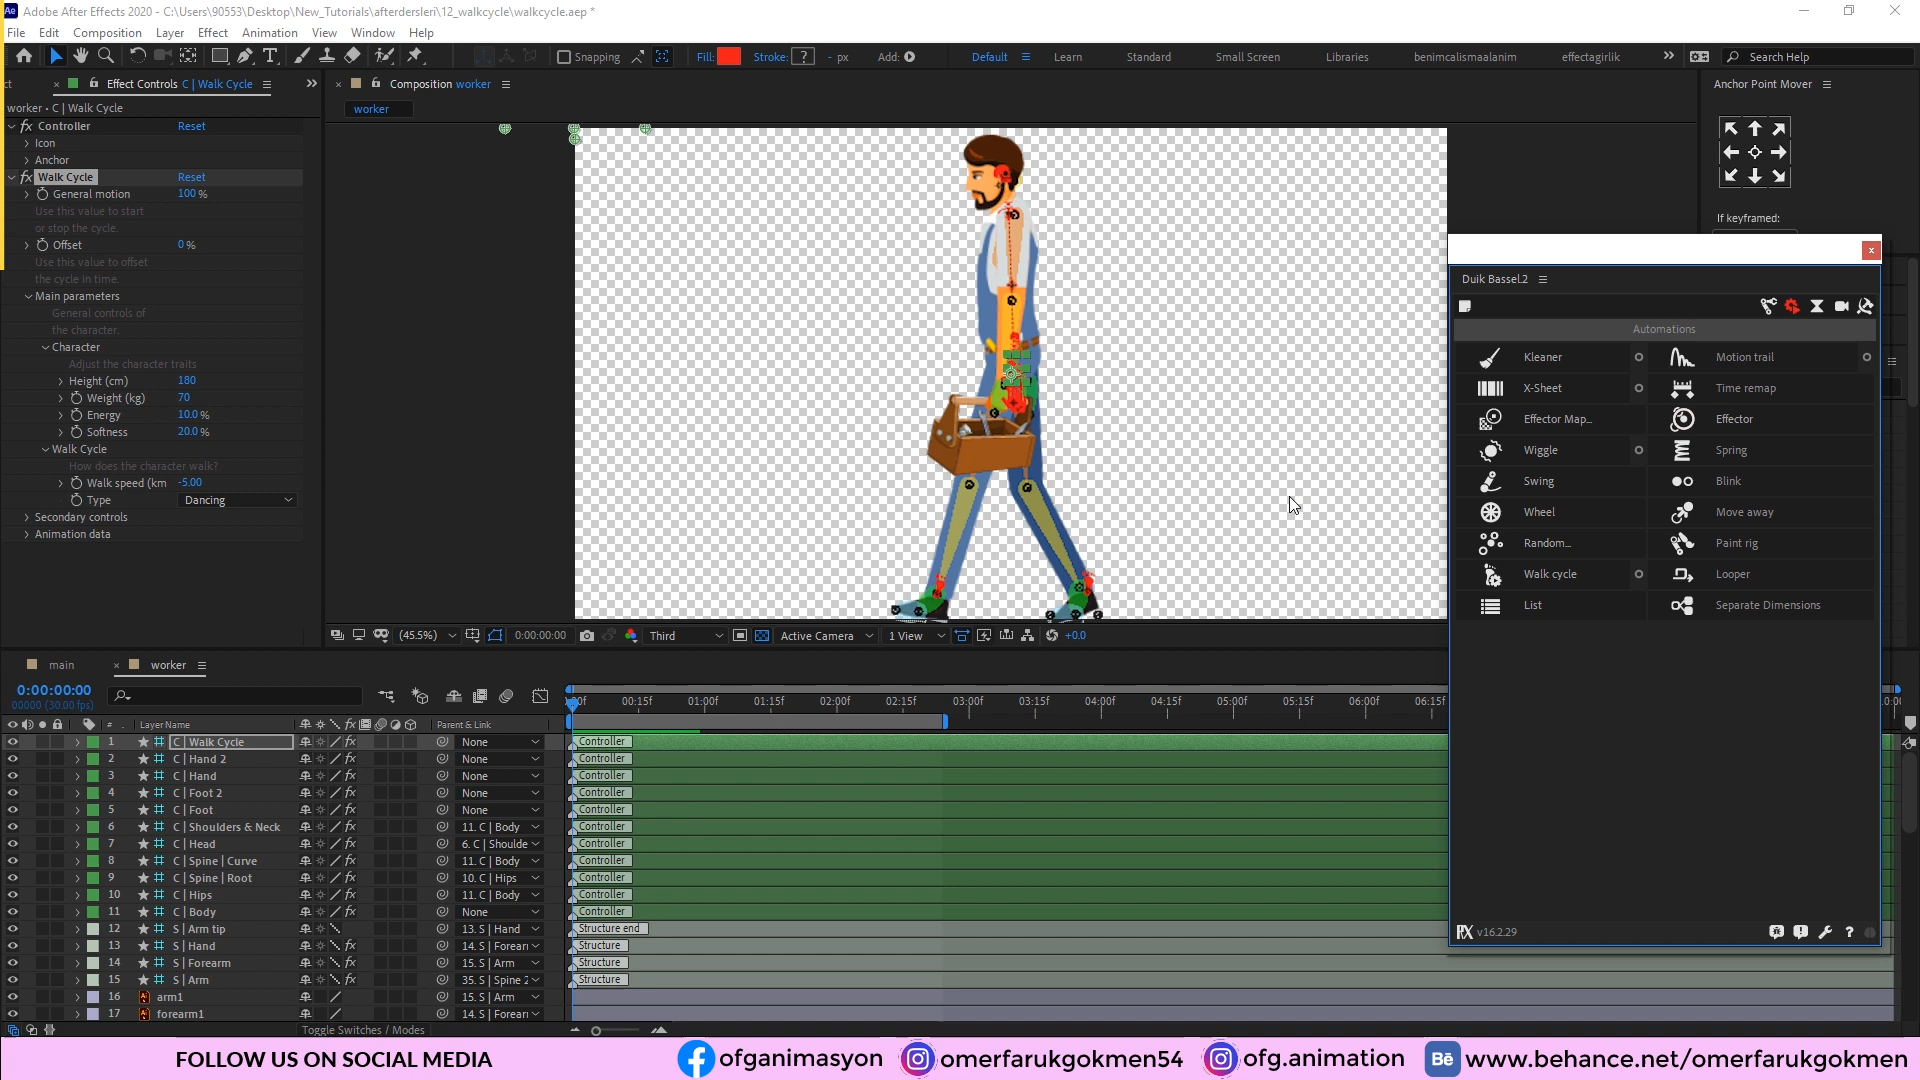 Adobe After Effects 2020 - C:\Users\90553\Desktop\New_Tutorials\afterdersleri\12_walkcycle\walkcycle.aep *
File Edit Composition Layer Effect Animation View Window Help
Snapping Fill: Stroke: ? - px Add: Default Learn Standard Small Screen Libraries benimcalismaalanim effectagirlik Search Help
Effect Controls C | Walk Cycle
Composition worker
Anchor Point Mover
worker • C | Walk Cycle
worker
fx Controller Reset
Icon
Anchor
fx Walk Cycle Reset
General motion 100 %
Use this value to start
or stop the cycle.
Offset 0 %
Use this value to offset
the cycle in time.
Main parameters
General controls of
the character.
Character
Adjust the character traits
Height (cm) 180
Weight (kg) 70
Energy 10.0 %
Softness 20.0 %
Walk Cycle
How does the character walk?
Walk speed (km -5.00
Type Dancing
Secondary controls
Animation data
If keyframed:
Duik Bassel.2
Automations
Kleaner Motion trail
X-Sheet Time remap
Effector Map... Effector
Wiggle Spring
Swing Blink
Wheel Move away
Random... Paint rig
Walk cycle Looper
List Separate Dimensions
v16.2.29
(45.5%) 0:00:00:00 Third Active Camera 1 View +0.0
main worker
0:00:00:00
00000 (30.00 fps)
00:15f 01:00f 01:15f 02:00f 02:15f 03:00f 03:15f 04:00f 04:15f 05:00f 05:15f 06:00f 06:15f
# Layer Name Parent & Link
1 C | Walk Cycle None Controller
2 C | Hand 2 None Controller
3 C | Hand None Controller
4 C | Foot 2 None Controller
5 C | Foot None Controller
6 C | Shoulders & Neck 11. C | Body Controller
7 C | Head 6. C | Shoulde Controller
8 C | Spine | Curve 11. C | Body Controller
9 C | Spine | Root 10. C | Hips Controller
10 C | Hips 11. C | Body Controller
11 C | Body None Controller
12 S | Arm tip 13. S | Hand Structure end
13 S | Hand 14. S | Forearm Structure
14 S | Forearm 15. S | Arm Structure
15 S | Arm 35. S | Spine 2 Structure
16 arm1 15. S | Arm
17 forearm1 14. S | Forearm
Toggle Switches / Modes
FOLLOW US ON SOCIAL MEDIA ofganimasyon omerfarukgokmen54 ofg.animation Bē www.behance.net/omerfarukgokmen